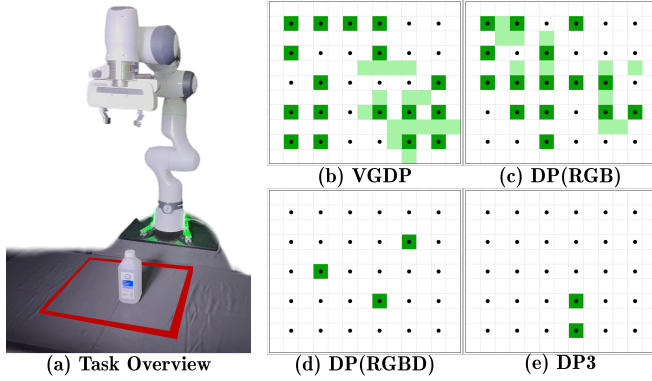 (b) VGDP
(c) DP(RGB)
(a) Task Overview
(d) DP(RGBD)
(e) DP3